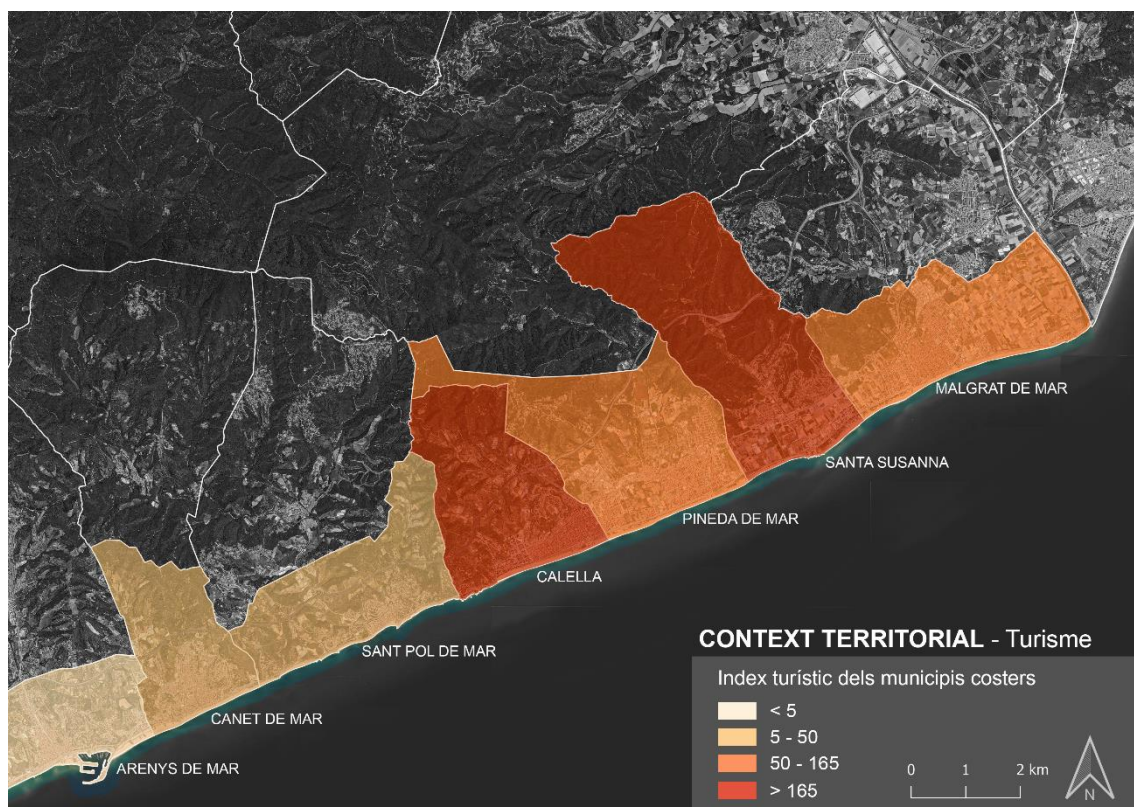 MALGRAT DE MAR
SANTA SUSANNA
PINEDA DE MAR
CALELLA
SANT POL DE MAR
CANET DE MAR
ARENYS DE MAR
CONTEXT TERRITORIAL - Turisme
Index turístic dels municipis costers
< 5
5 - 50
50 - 165
> 165
0 1 2 km
N